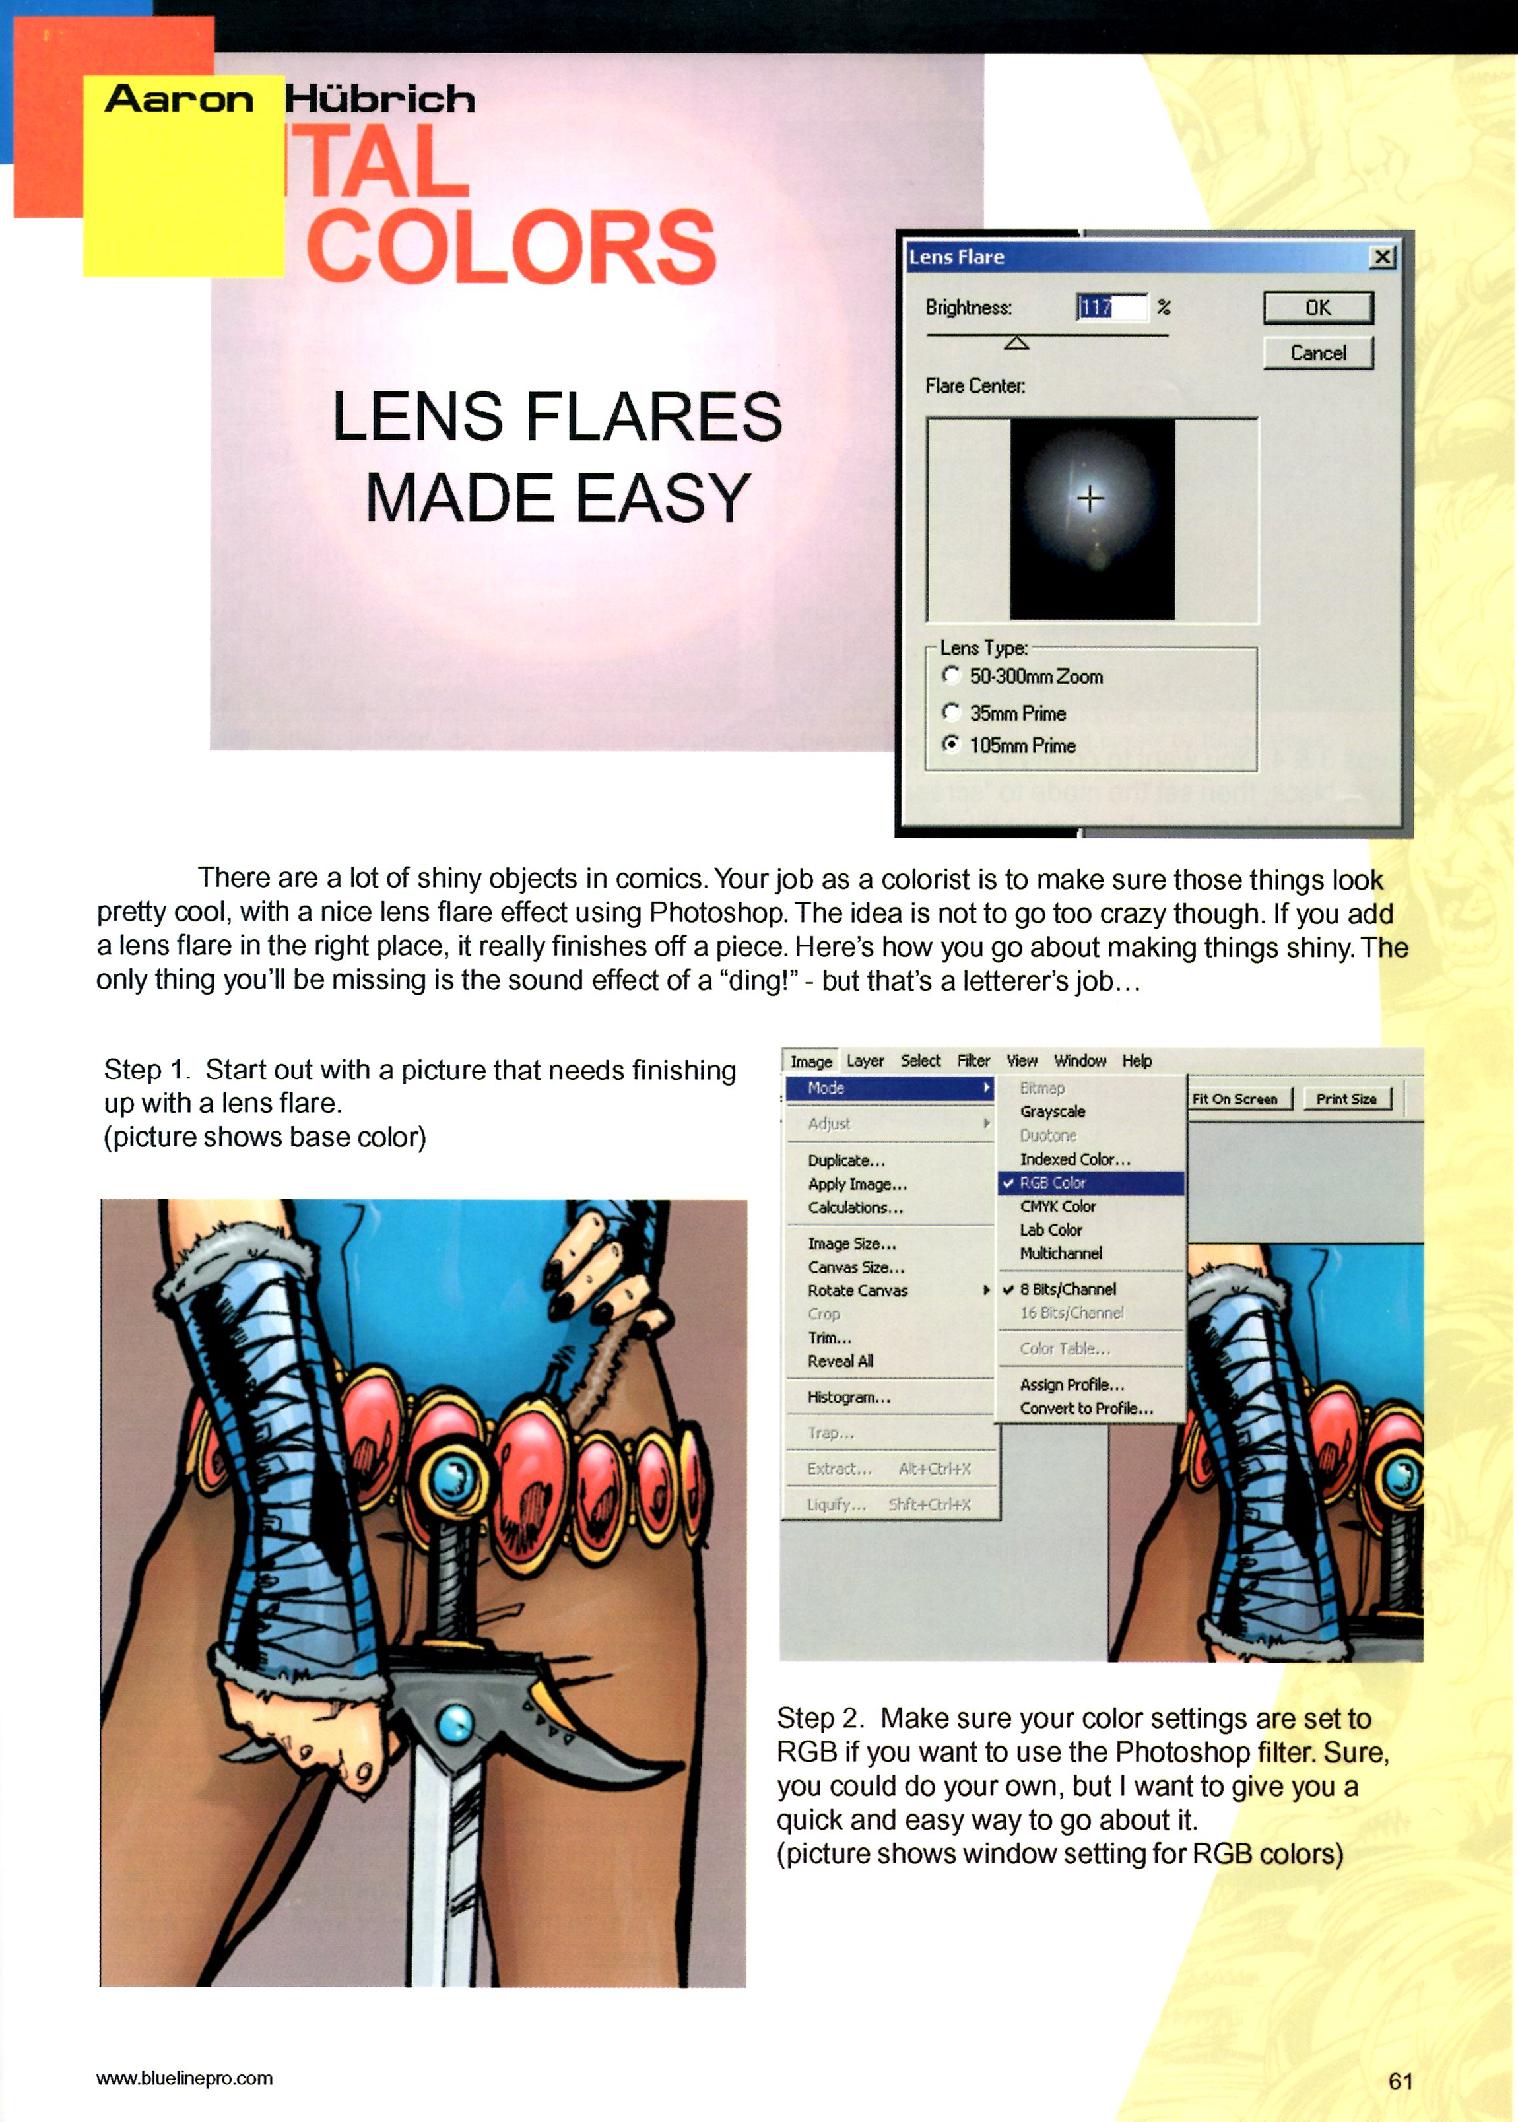 Aaron Hübrich
ITAL
COLORS
LENS FLARES
MADE EASY
Lens Flare
Brightness: 117 %
OK
Cancel
Flare Center:
Lens Type:
50-300mm Zoom
35mm Prime
105mm Prime
There are a lot of shiny objects in comics. Your job as a colorist is to make sure those things look
pretty cool, with a nice lens flare effect using Photoshop. The idea is not to go too crazy though. If you add
a lens flare in the right place, it really finishes off a piece. Here's how you go about making things shiny. The
only thing you'll be missing is the sound effect of a “ding!” - but that's a letterer's job…
Step 1. Start out with a picture that needs finishing
up with a lens flare.
(picture shows base color)
Image Layer Select Filter View Window Help
Mode
Adjust
Duplicate...
Apply Image...
Calculations...
Image Size...
Canvas Size...
Rotate Canvas
Crop
Trim...
Reveal All
Histogram...
Trap...
Extract... Alt+Ctrl+X
Liquify... Shft+Ctrl+X
Bitmap
Grayscale
Duotone
Indexed Color...
RGB Color
CMYK Color
Lab Color
Multichannel
8 Bits/Channel
16 Bits/Channel
Color Table...
Assign Profile...
Convert to Profile...
Fit On Screen
Print Size
Step 2. Make sure your color settings are set to
RGB if you want to use the Photoshop filter. Sure,
you could do your own, but I want to give you a
quick and easy way to go about it.
(picture shows window setting for RGB colors)
www.bluelinepro.com
61